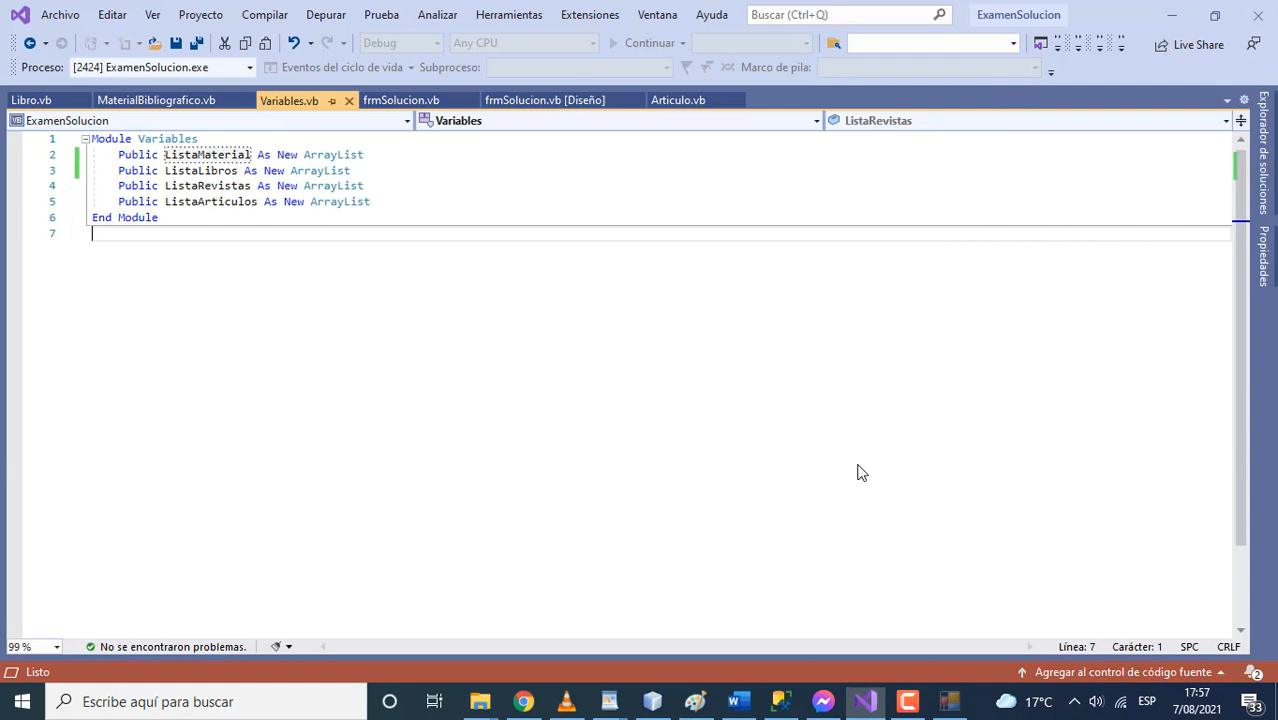 Archivo Editar Ver Proyecto Compilar Depurar Prueba Analizar Herramientas Extensiones Ventana Ayuda Buscar (Ctrl+Q) ExamenSolucion
Debug Any CPU Continuar Live Share
Proceso: [2424] ExamenSolucion.exe Eventos del ciclo de vida Subproceso: Marco de pila:
Libro.vb MaterialBibliografico.vb Variables.vb frmSolucion.vb frmSolucion.vb [Diseño] Articulo.vb
VB ExamenSolucion Variables ListaRevistas
1 Module Variables
2 Public ListaMaterial As New ArrayList
3 Public ListaLibros As New ArrayList
4 Public ListaRevistas As New ArrayList
5 Public ListaArticulos As New ArrayList
6 End Module
7
Explorador de soluciones
Propiedades
99 % No se encontraron problemas. Línea: 7 Carácter: 1 SPC CRLF
Listo Agregar al control de código fuente 2
Escribe aquí para buscar 17°C ESP 17:57
7/08/2021 33